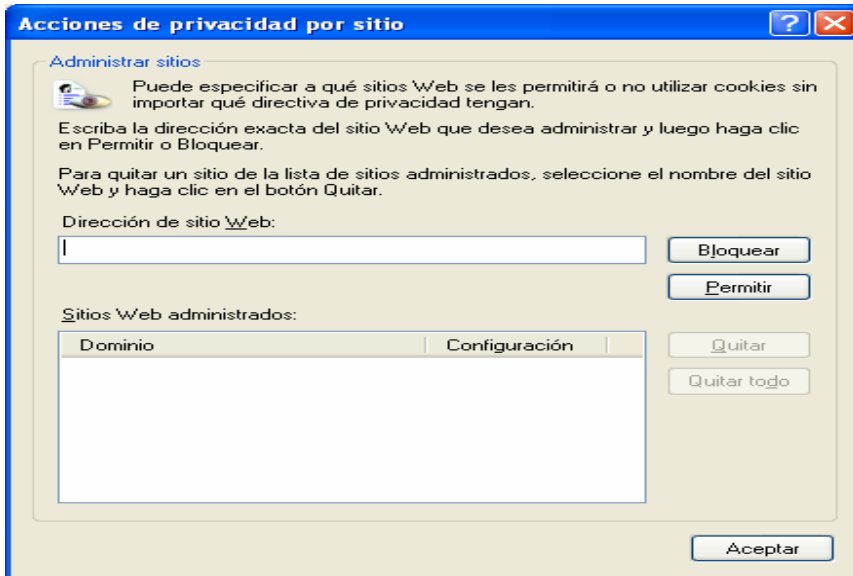 Acciones de privacidad por sitio
Administrar sitios
Puede especificar a qué sitios Web se les permitirá o no utilizar cookies sin
importar qué directiva de privacidad tengan.
Escriba la dirección exacta del sitio Web que desea administrar y luego haga clic
en Permitir o Bloquear.
Para quitar un sitio de la lista de sitios administrados, seleccione el nombre del sitio
Web y haga clic en el botón Quitar.
Dirección de sitio Web:
Bloquear
Permitir
Sitios Web administrados:
Dominio Configuración
Quitar
Quitar todo
Aceptar